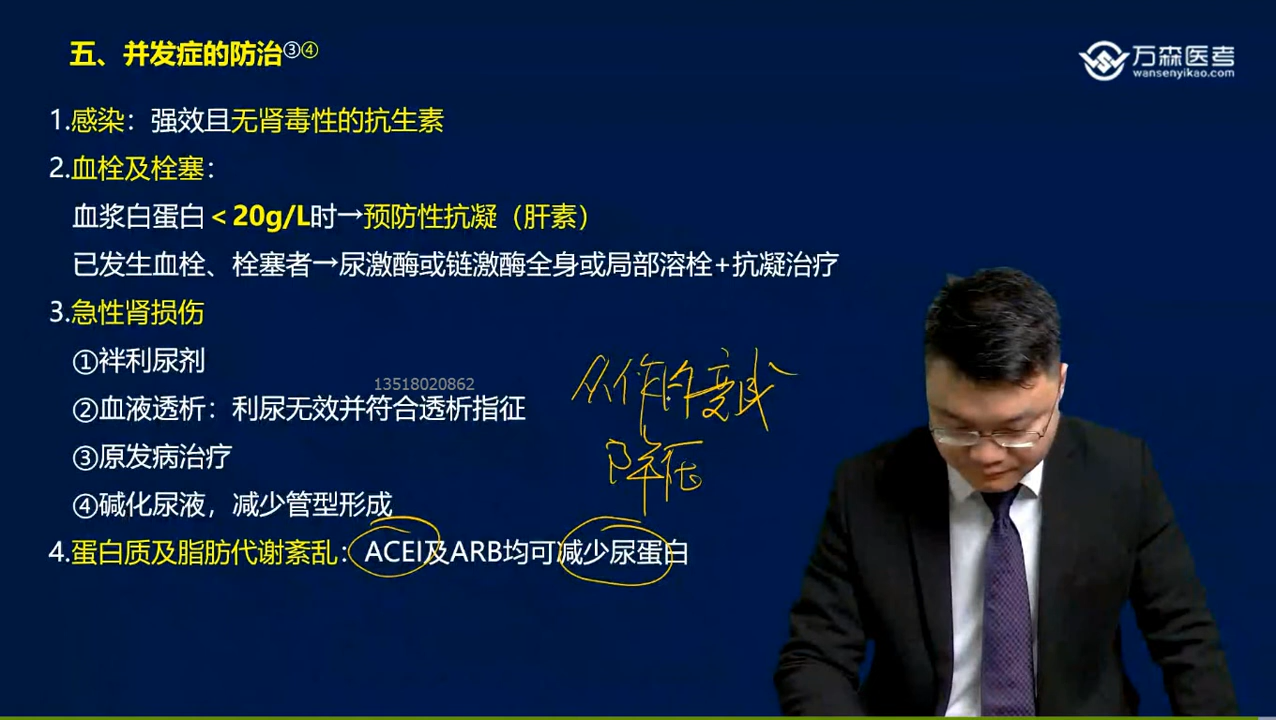 五、并发症的防治③④
万森医考
wansenyikao.com
1.感染：强效且无肾毒性的抗生素
2.血栓及栓塞：
血浆白蛋白＜20g/L时→预防性抗凝（肝素）
已发生血栓、栓塞者→尿激酶或链激酶全身或局部溶栓+抗凝治疗
3.急性肾损伤
①袢利尿剂
13518020862
②血液透析：利尿无效并符合透析指征
③原发病治疗
降低
④碱化尿液，减少管型形成
4.蛋白质及脂肪代谢紊乱：ACEI及ARB均可减少尿蛋白